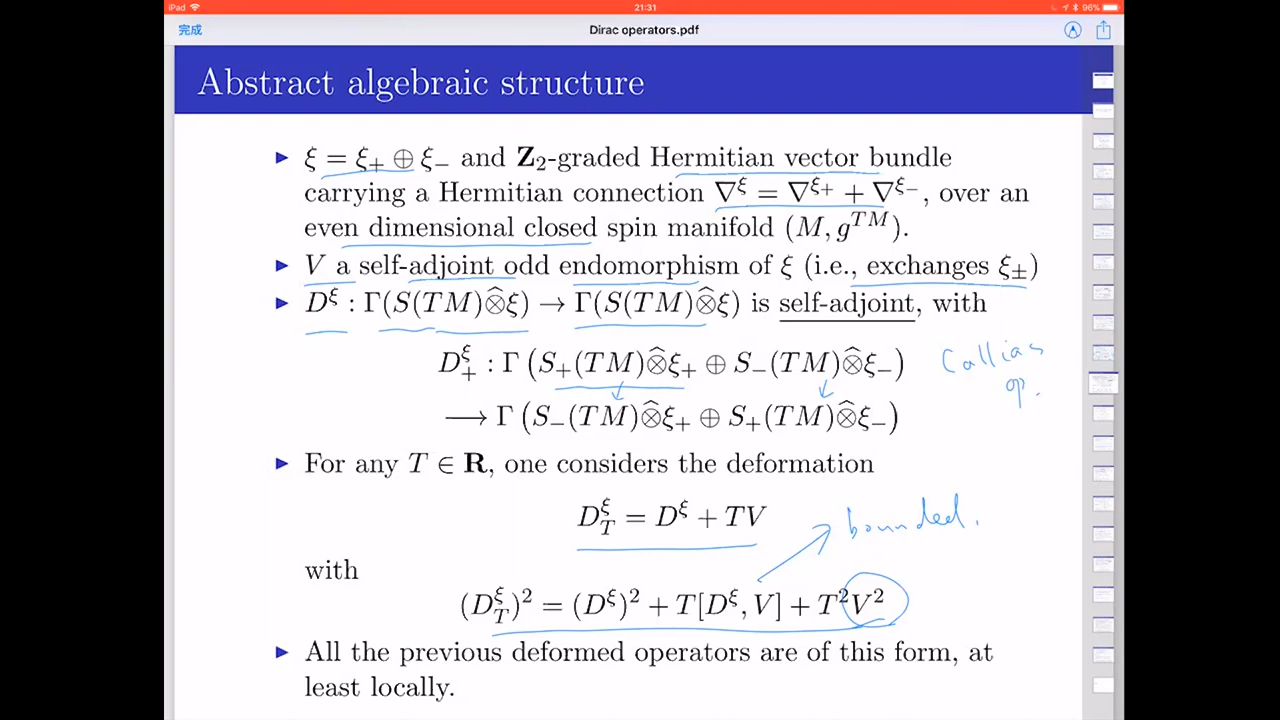 iPad 21:31 96%
完成 Dirac operators.pdf
Abstract algebraic structure
▶ ξ = ξ₊ ⊕ ξ₋ and Z₂-graded Hermitian vector bundle
carrying a Hermitian connection ∇^ξ = ∇^{ξ₊} + ∇^{ξ₋}, over an
even dimensional closed spin manifold (M, g^{TM}).
▶ V a self-adjoint odd endomorphism of ξ (i.e., exchanges ξ±)
▶ D^ξ : Γ(S(TM)⊗̂ξ) → Γ(S(TM)⊗̂ξ) is self-adjoint, with
D₊^ξ : Γ (S₊(TM)⊗̂ξ₊ ⊕ S₋(TM)⊗̂ξ₋)
Callias
op.
⟶ Γ (S₋(TM)⊗̂ξ₊ ⊕ S₊(TM)⊗̂ξ₋)
▶ For any T ∈ R, one considers the deformation
D_T^ξ = D^ξ + TV
bounded.
with
(D_T^ξ)² = (D^ξ)² + T[D^ξ, V] + T²V²
▶ All the previous deformed operators are of this form, at
least locally.